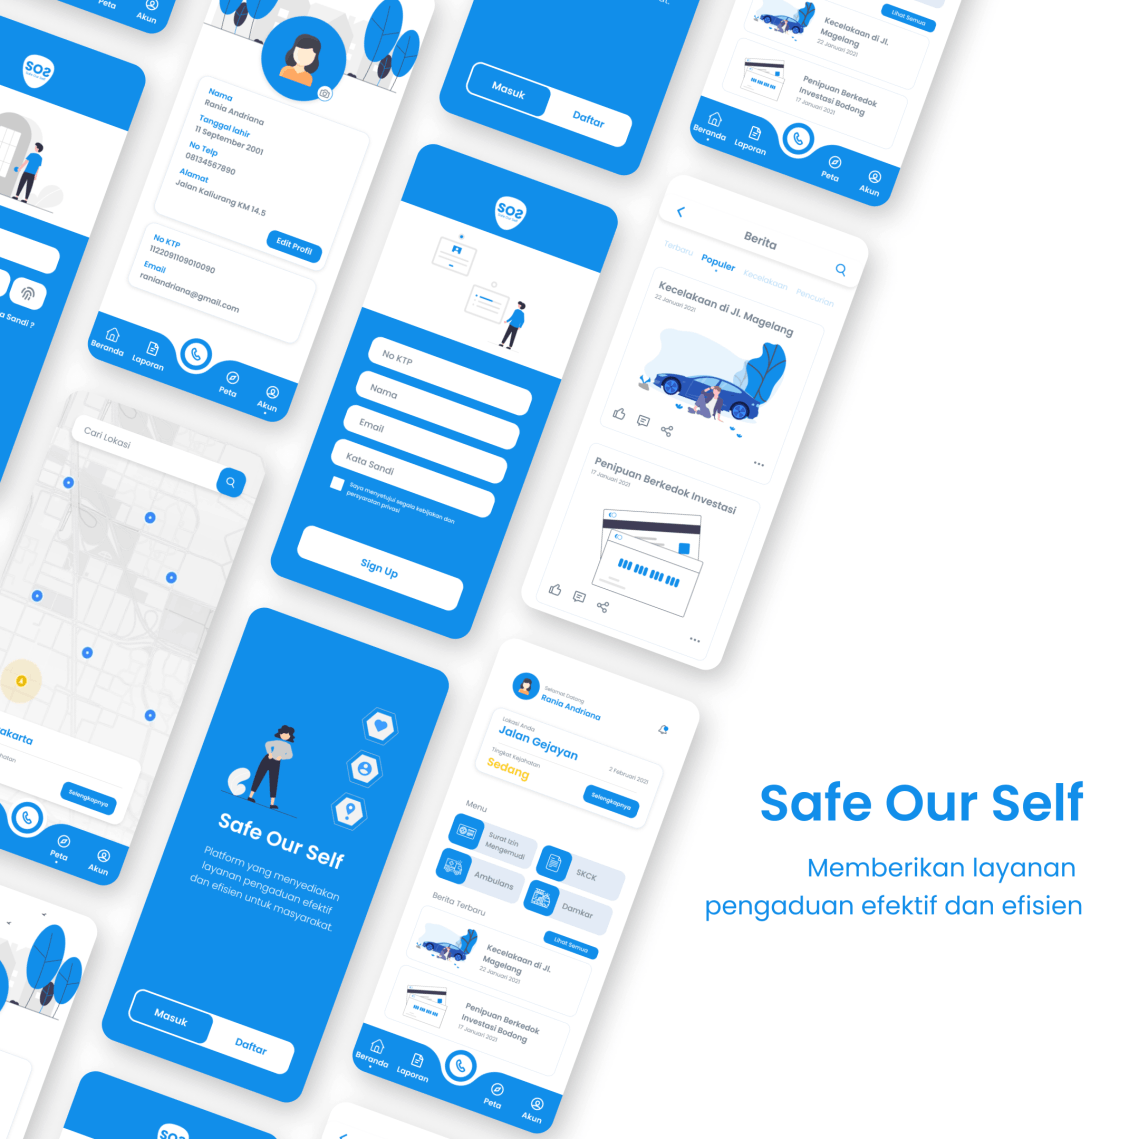 Peta
Akun
SOS
a Sandi ?
Nama
Rania Andriana
Tanggal lahir
11 September 2001
No Telp
08134567890
Alamat
Jalan Kaliurang KM 14.5
Edit Profil
No KTP
1122091109010090
Email
raniandriana@gmail.com
Beranda
Laporan
Peta
Akun
Masuk
Daftar
Lihat Semua
Kecelakaan di Jl.
Magelang
22 Januari 2021
Penipuan Berkedok
Investasi Bodong
17 Januari 2021
Beranda
Laporan
Peta
Akun
SOS
No KTP
Nama
Email
Kata Sandi
Saya menyetujui segala kebijakan dan
persyaratan privasi
Sign Up
Berita
Terbaru
Populer
Kecelakaan
Pencurian
Kecelakaan di Jl. Magelang
22 Januari 2021
Penipuan Berkedok Investasi
17 Januari 2021
Cari Lokasi
akarta
hatan
Selengkapnya
Peta
Akun
Safe Our Self
Platform yang menyediakan
layanan pengaduan efektif
dan efisien untuk masyarakat.
Masuk
Daftar
Rania Andriana
Lokasi Anda
Jalan Gejayan
2 Februari 2021
Tingkat Kejahatan
Sedang
Selengkapnya
Menu
Surat Izin
Mengemudi
SKCK
Ambulans
Damkar
Berita Terbaru
Lihat Semua
Kecelakaan di Jl.
Magelang
22 Januari 2021
Penipuan Berkedok
Investasi Bodong
17 Januari 2021
Beranda
Laporan
Peta
Akun
SOS
Safe Our Self
Memberikan layanan
pengaduan efektif dan efisien